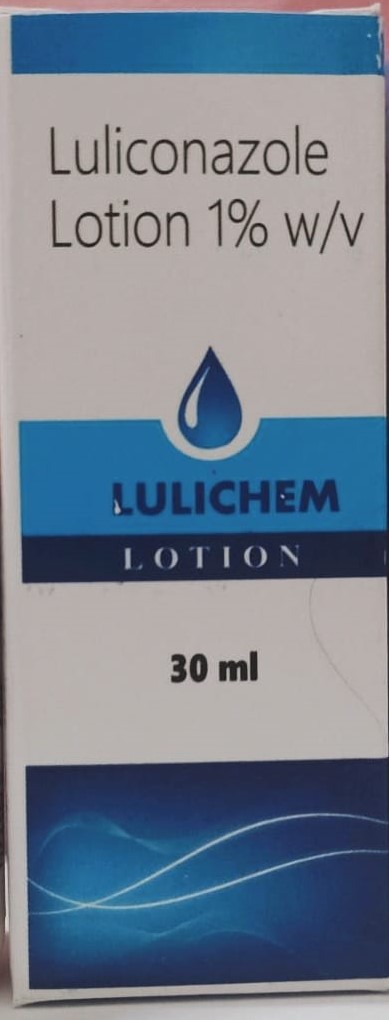 Luliconazole
Lotion 1% w/v
LULICHEM
LOTION
30 ml